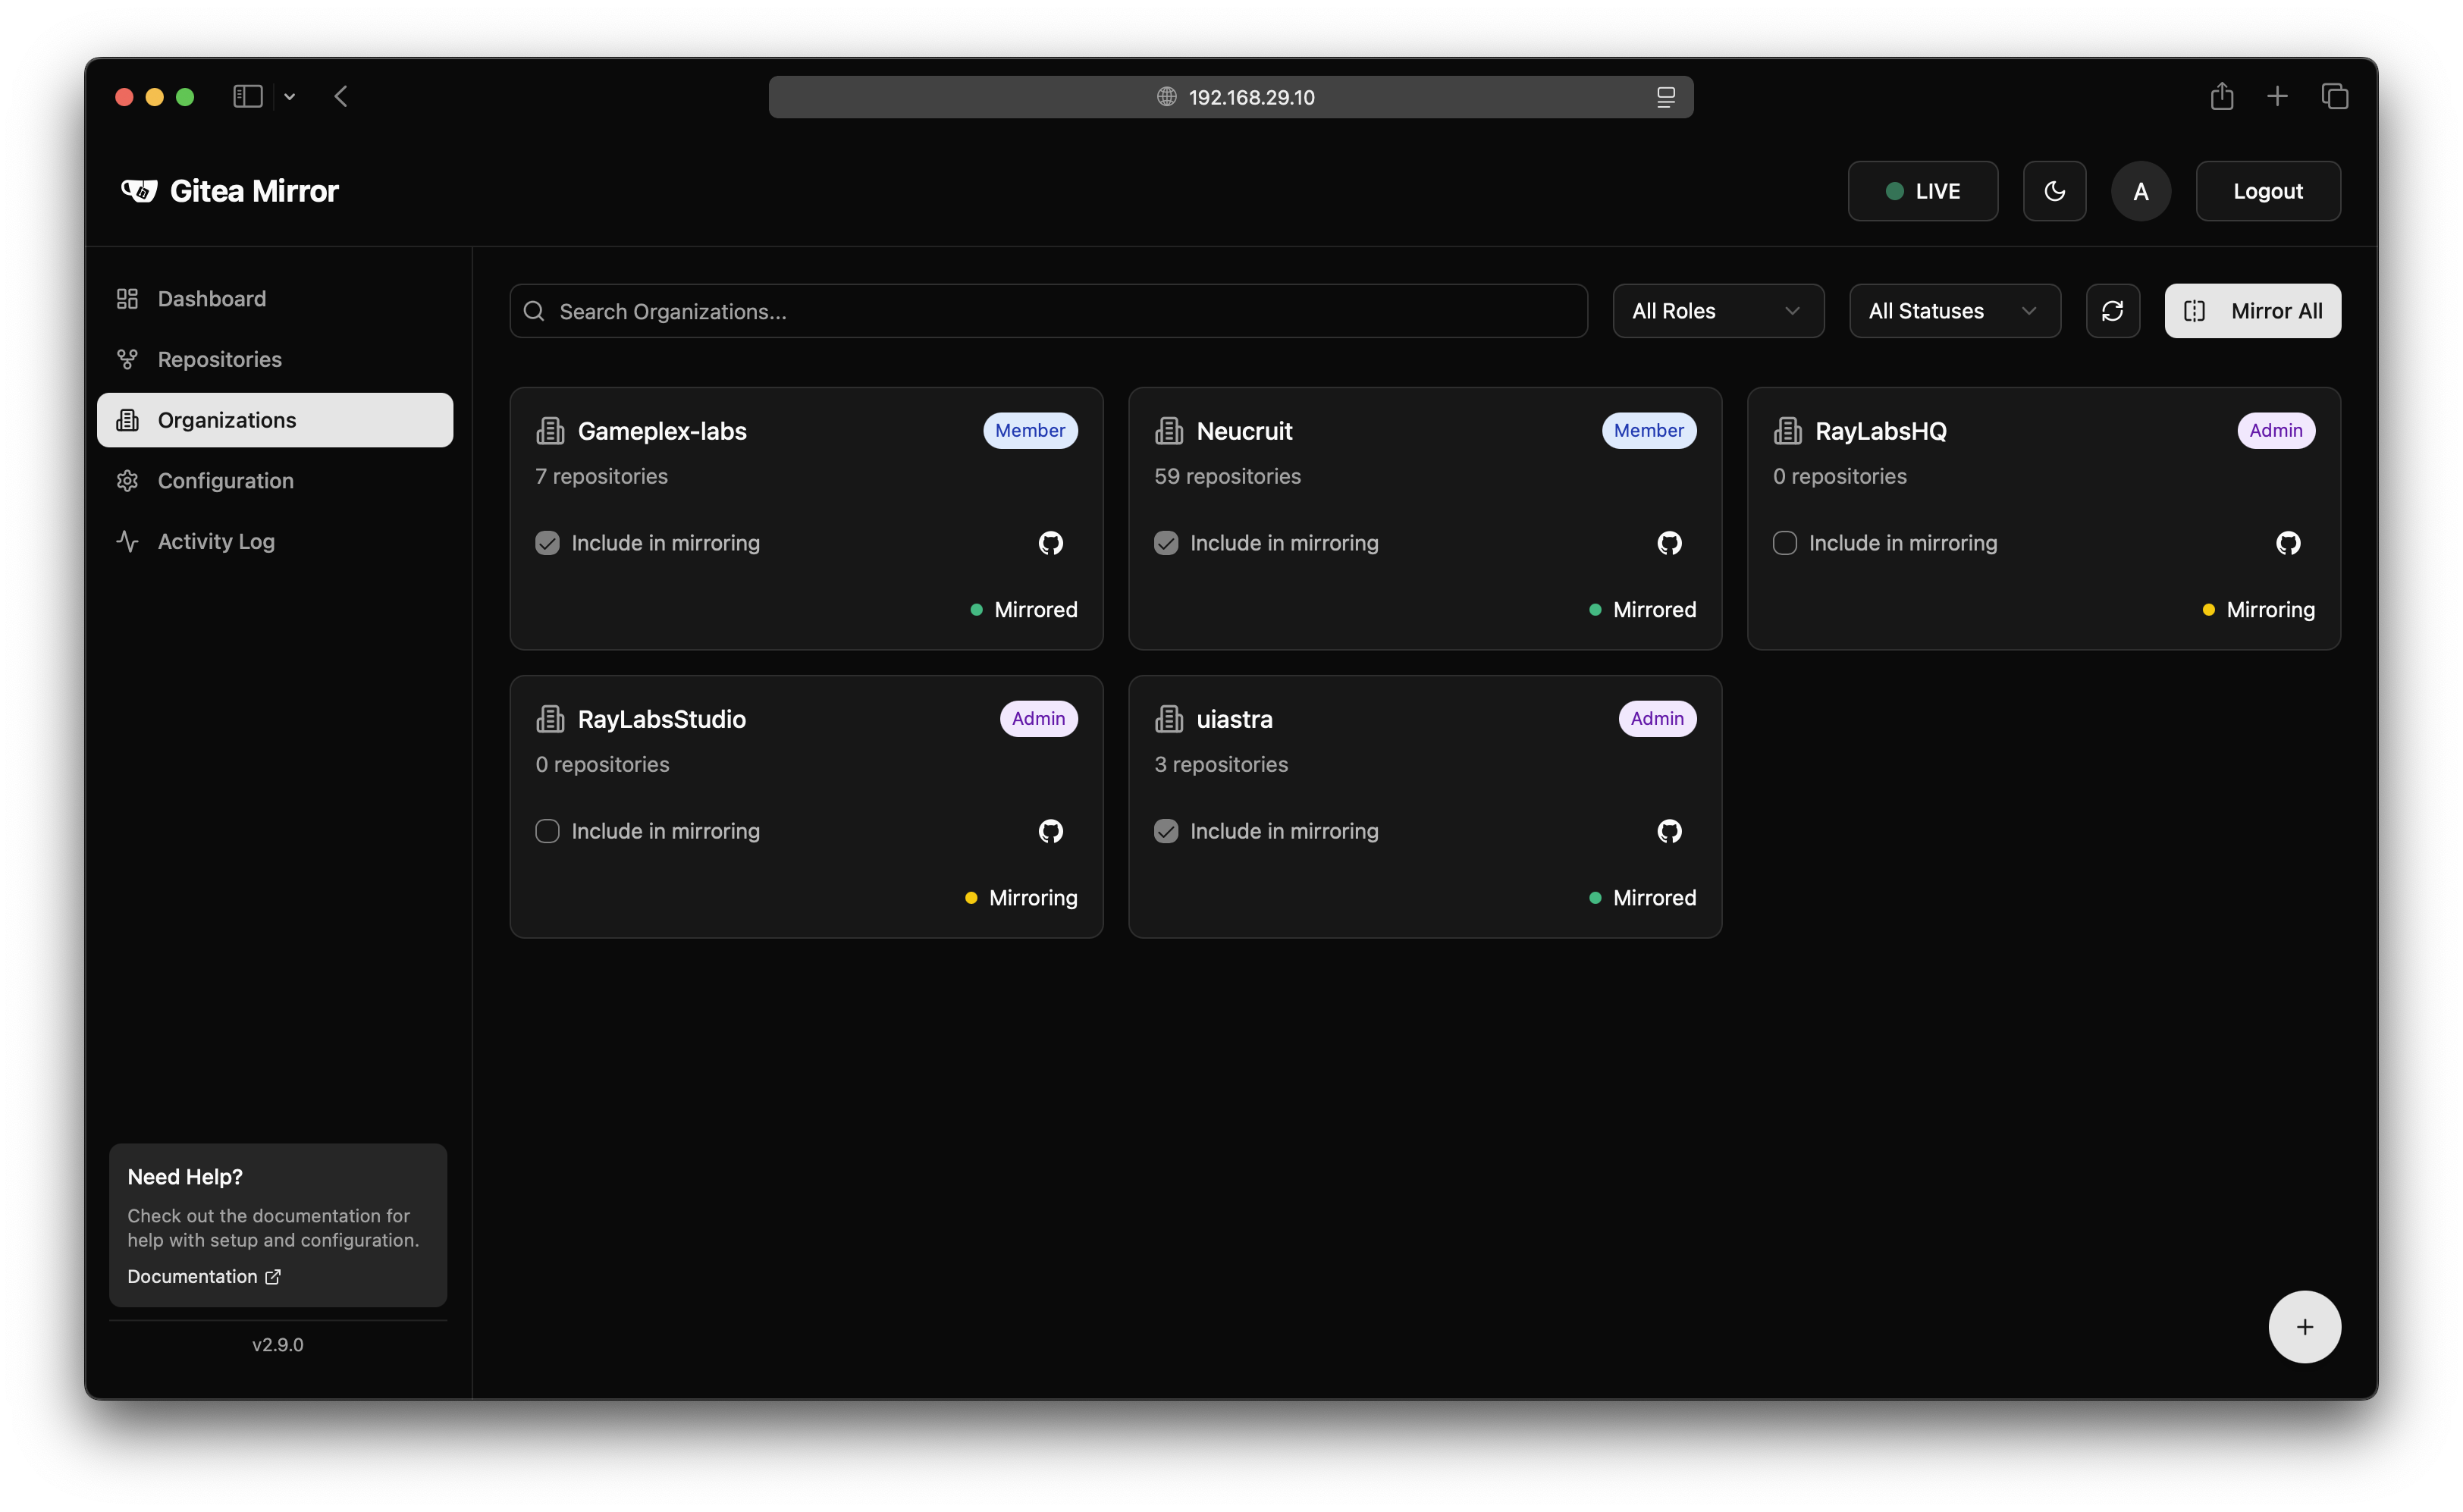 192.168.29.10
Gitea Mirror
LIVE
A
Logout
Dashboard
Repositories
Organizations
Configuration
Activity Log
Search Organizations...
All Roles
All Statuses
Mirror All
Gameplex-labs
Member
7 repositories
Include in mirroring
Mirrored
Neucruit
Member
59 repositories
Include in mirroring
Mirrored
RayLabsHQ
Admin
0 repositories
Include in mirroring
Mirroring
RayLabsStudio
Admin
0 repositories
Include in mirroring
Mirroring
uiastra
Admin
3 repositories
Include in mirroring
Mirrored
Need Help?
Check out the documentation for
help with setup and configuration.
Documentation
v2.9.0